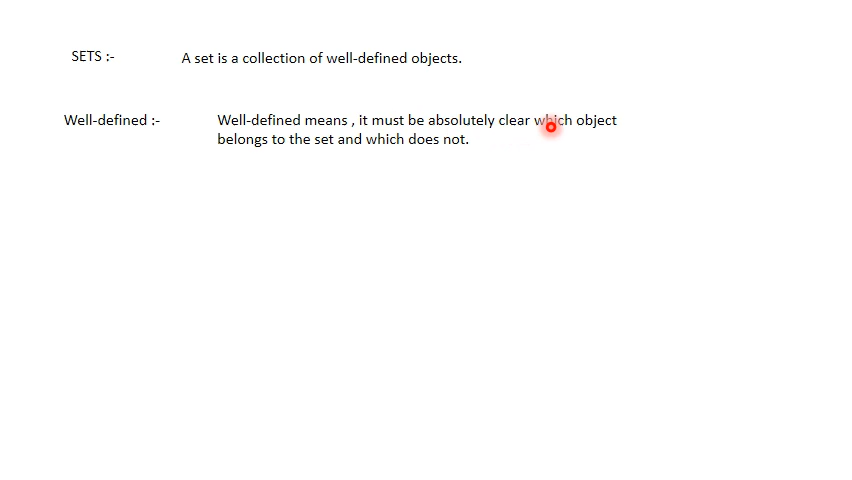 SETS :- A set is a collection of well-defined objects.
Well-defined :- Well-defined means , it must be absolutely clear which object
belongs to the set and which does not.